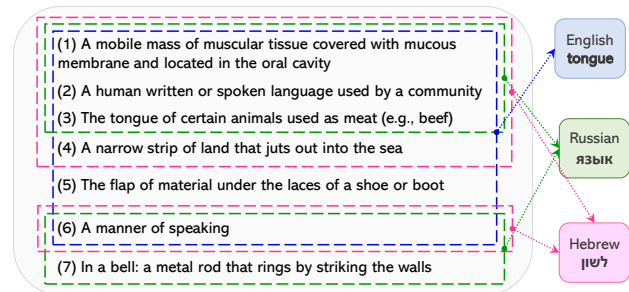 (1) A mobile mass of muscular tissue covered with mucous
membrane and located in the oral cavity
(2) A human written or spoken language used by a community
(3) The tongue of certain animals used as meat (e.g., beef)
(4) A narrow strip of land that juts out into the sea
(5) The flap of material under the laces of a shoe or boot
(6) A manner of speaking
(7) In a bell: a metal rod that rings by striking the walls
English
tongue
Russian
язык
Hebrew
לשון